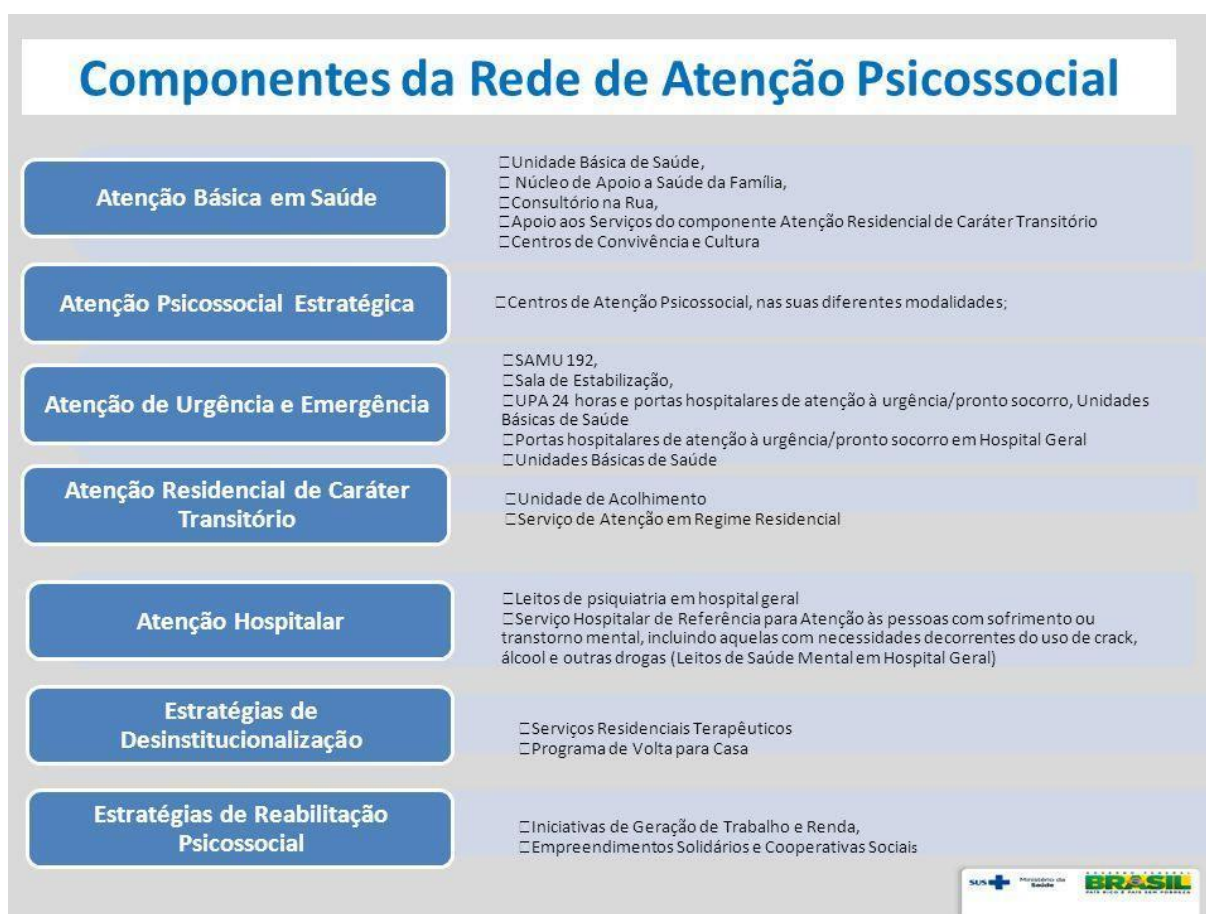 Componentes da Rede de Atenção Psicossocial
Atenção Básica em Saúde
□Unidade Básica de Saúde,
□ Núcleo de Apoio a Saúde da Família,
□Consultório na Rua,
□Apoio aos Serviços do componente Atenção Residencial de Caráter Transitório
□Centros de Convivência e Cultura
Atenção Psicossocial Estratégica
□Centros de Atenção Psicossocial, nas suas diferentes modalidades;
Atenção de Urgência e Emergência
□SAMU 192,
□Sala de Estabilização,
□UPA 24 horas e portas hospitalares de atenção à urgência/pronto socorro, Unidades
Básicas de Saúde
□Portas hospitalares de atenção à urgência/pronto socorro em Hospital Geral
□Unidades Básicas de Saúde
Atenção Residencial de Caráter
Transitório
□Unidade de Acolhimento
□Serviço de Atenção em Regime Residencial
Atenção Hospitalar
□Leitos de psiquiatria em hospital geral
□Serviço Hospitalar de Referência para Atenção às pessoas com sofrimento ou
transtorno mental, incluindo aquelas com necessidades decorrentes do uso de crack,
álcool e outras drogas (Leitos de Saúde Mental em Hospital Geral)
Estratégias de
Desinstitucionalização
□Serviços Residenciais Terapêuticos
□Programa de Volta para Casa
Estratégias de Reabilitação
Psicossocial
□Iniciativas de Geração de Trabalho e Renda,
□Empreendimentos Solidários e Cooperativas Sociais
SUS
Ministério da
Saúde
GOVERNO FEDERAL
BRASIL
PAÍS RICO É PAÍS SEM POBREZA